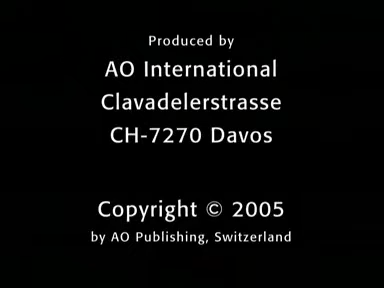 Produced by
AO International
Clavadelerstrasse
CH-7270 Davos
Copyright © 2005
by AO Publishing, Switzerland